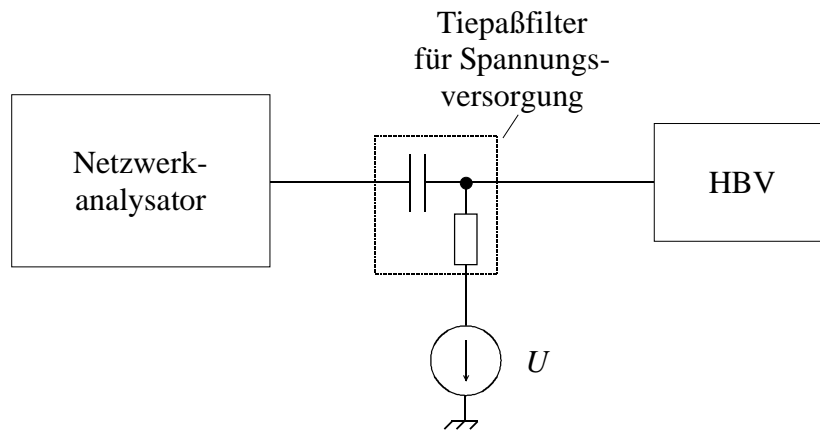 Tiepaßfilter
für Spannungs-
versorgung
Netzwerk-
analysator
HBV
U